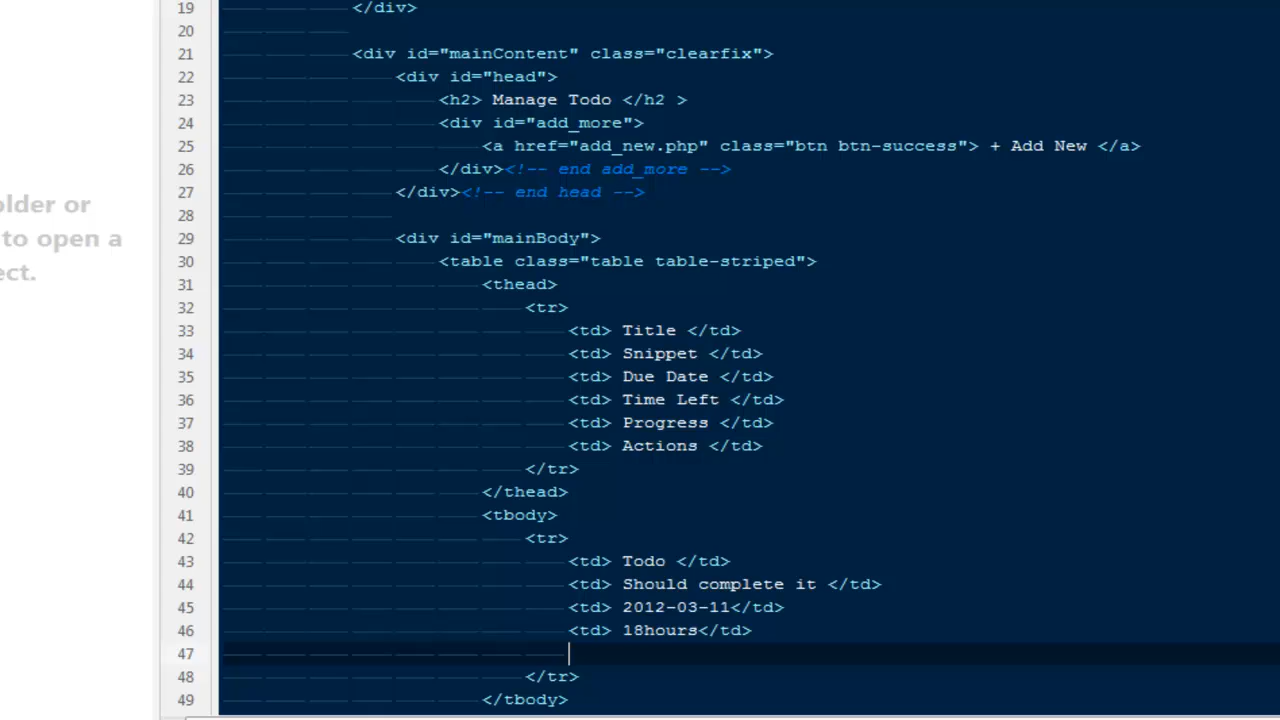 older or
to open a
ect.
19 </div>
20
21 <div id="mainContent" class="clearfix">
22 <div id="head">
23 <h2> Manage Todo </h2 >
24 <div id="add_more">
25 <a href="add_new.php" class="btn btn-success"> + Add New </a>
26 </div><!-- end add_more -->
27 </div><!-- end head -->
28
29 <div id="mainBody">
30 <table class="table table-striped">
31 <thead>
32 <tr>
33 <td> Title </td>
34 <td> Snippet </td>
35 <td> Due Date </td>
36 <td> Time Left </td>
37 <td> Progress </td>
38 <td> Actions </td>
39 </tr>
40 </thead>
41 <tbody>
42 <tr>
43 <td> Todo </td>
44 <td> Should complete it </td>
45 <td> 2012-03-11</td>
46 <td> 18hours</td>
47
48 </tr>
49 </tbody>